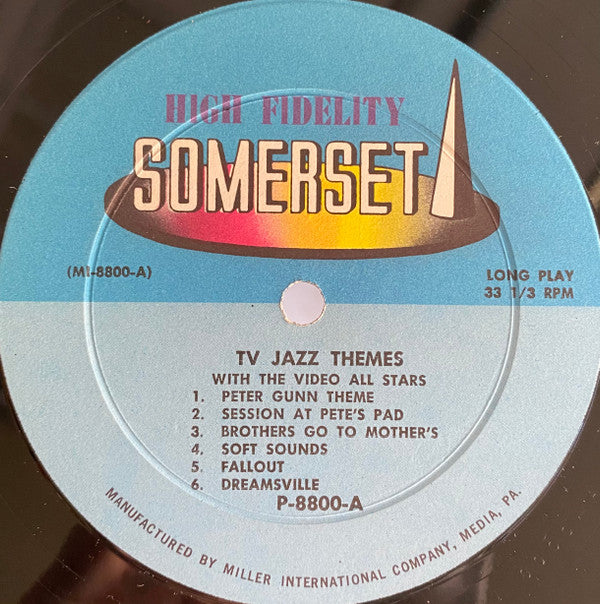 HIGH FIDELITY
SOMERSET
(MI-8800-A)
LONG PLAY
33 1/3 RPM
TV JAZZ THEMES
WITH THE VIDEO ALL STARS
1. PETER GUNN THEME
2. SESSION AT PETE'S PAD
3. BROTHERS GO TO MOTHER'S
4. SOFT SOUNDS
5. FALLOUT
6. DREAMSVILLE
P-8800-A
MANUFACTURED BY MILLER INTERNATIONAL COMPANY, MEDIA, PA.